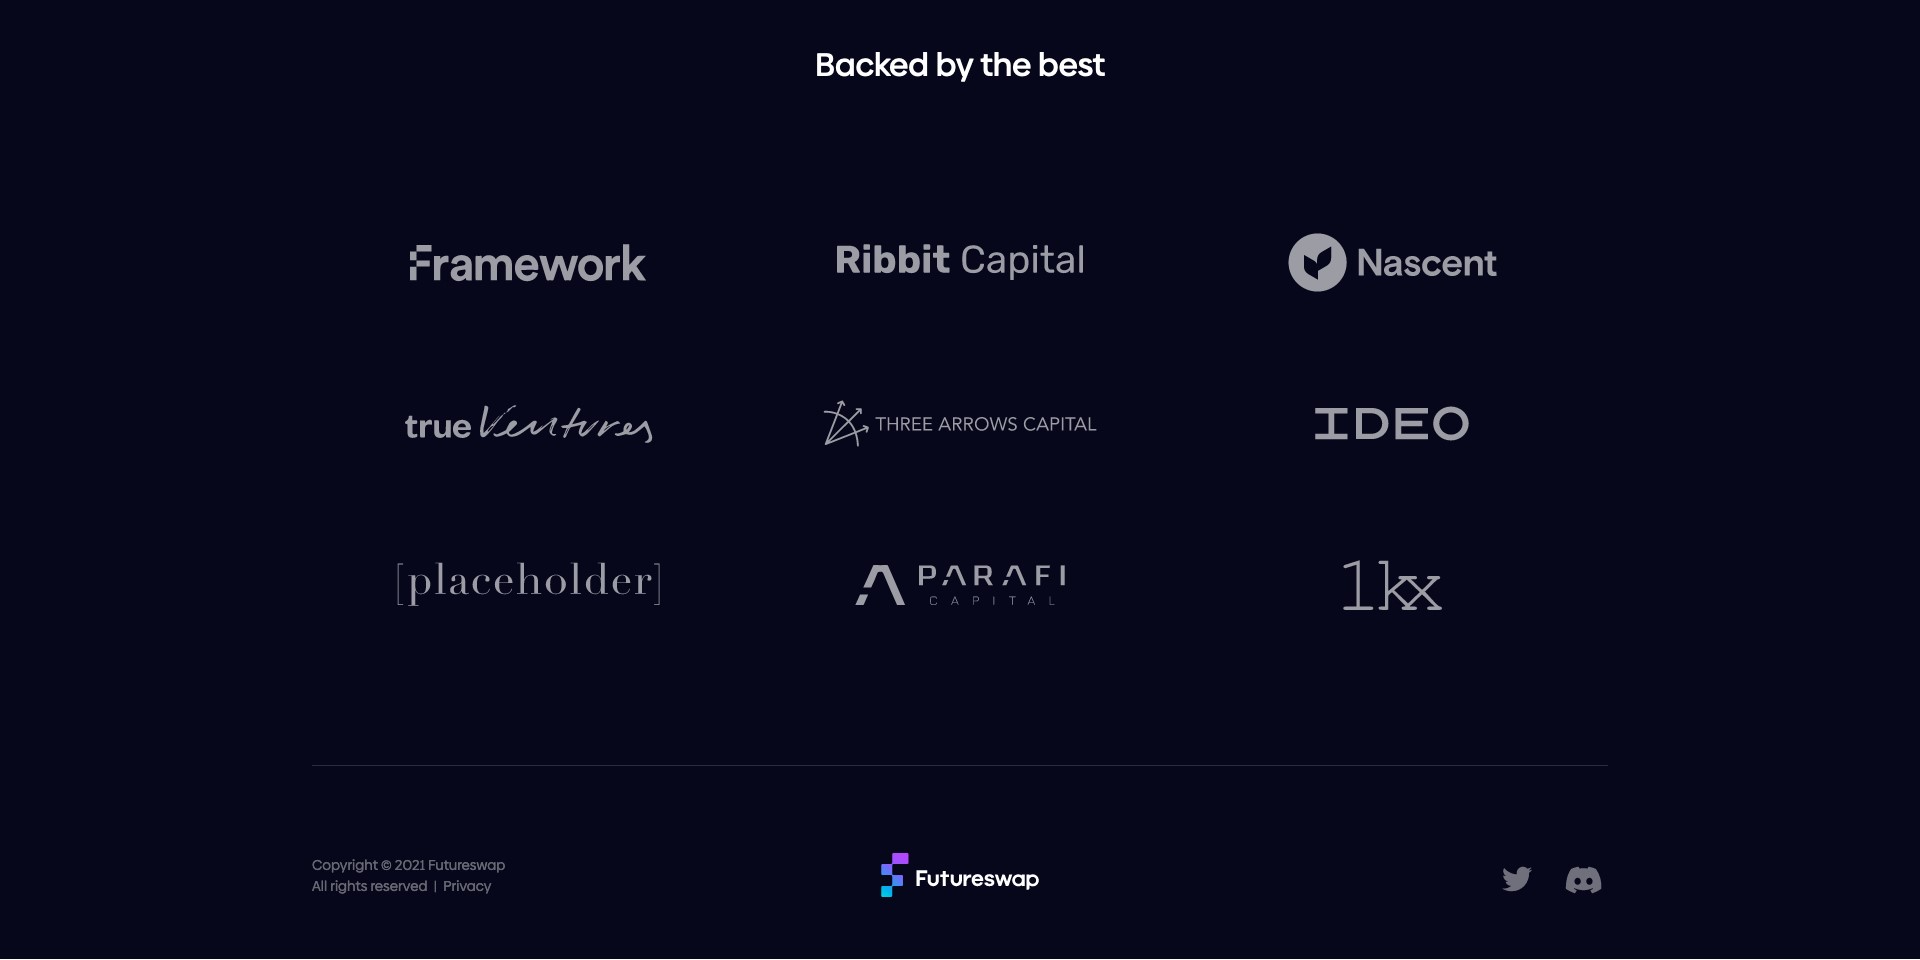 Backed by the best
Framework
Ribbit Capital
Nascent
true Ventures
THREE ARROWS CAPITAL
IDEO
[placeholder]
PARAFI
CAPITAL
1kx
Copyright © 2021 Futureswap
All rights reserved | Privacy
Futureswap